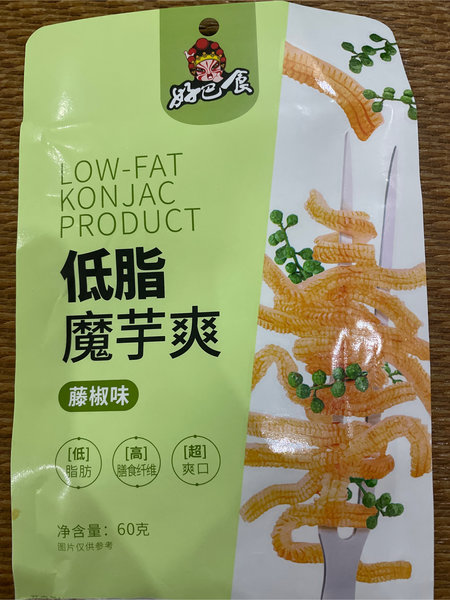 好巴食
LOW-FAT
KONJAC
PRODUCT
低脂
魔芋爽
藤椒味
[低]
脂肪
[高]
膳食纤维
[超]
爽口
净含量：60克
图片仅供参考